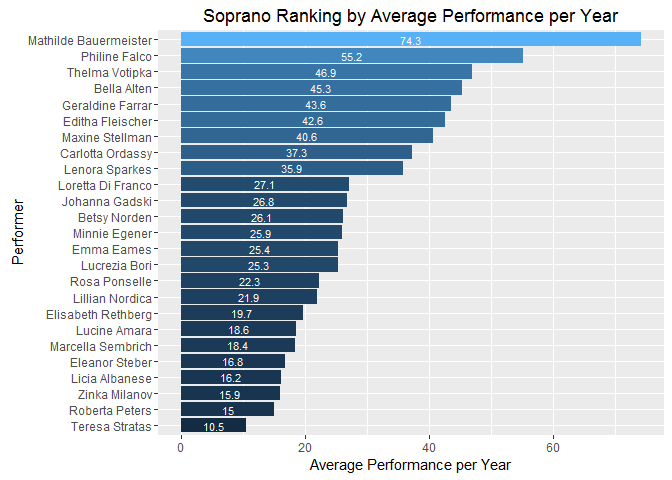 Soprano Ranking by Average Performance per Year
Performer
Mathilde Bauermeister 74.3
Philine Falco 55.2
Thelma Votipka 46.9
Bella Alten 45.3
Geraldine Farrar 43.6
Editha Fleischer 42.6
Maxine Stellman 40.6
Carlotta Ordassy 37.3
Lenora Sparkes 35.9
Loretta Di Franco 27.1
Johanna Gadski 26.8
Betsy Norden 26.1
Minnie Egener 25.9
Emma Eames 25.4
Lucrezia Bori 25.3
Rosa Ponselle 22.3
Lillian Nordica 21.9
Elisabeth Rethberg 19.7
Lucine Amara 18.6
Marcella Sembrich 18.4
Eleanor Steber 16.8
Licia Albanese 16.2
Zinka Milanov 15.9
Roberta Peters 15
Teresa Stratas 10.5
0 20 40 60
Average Performance per Year